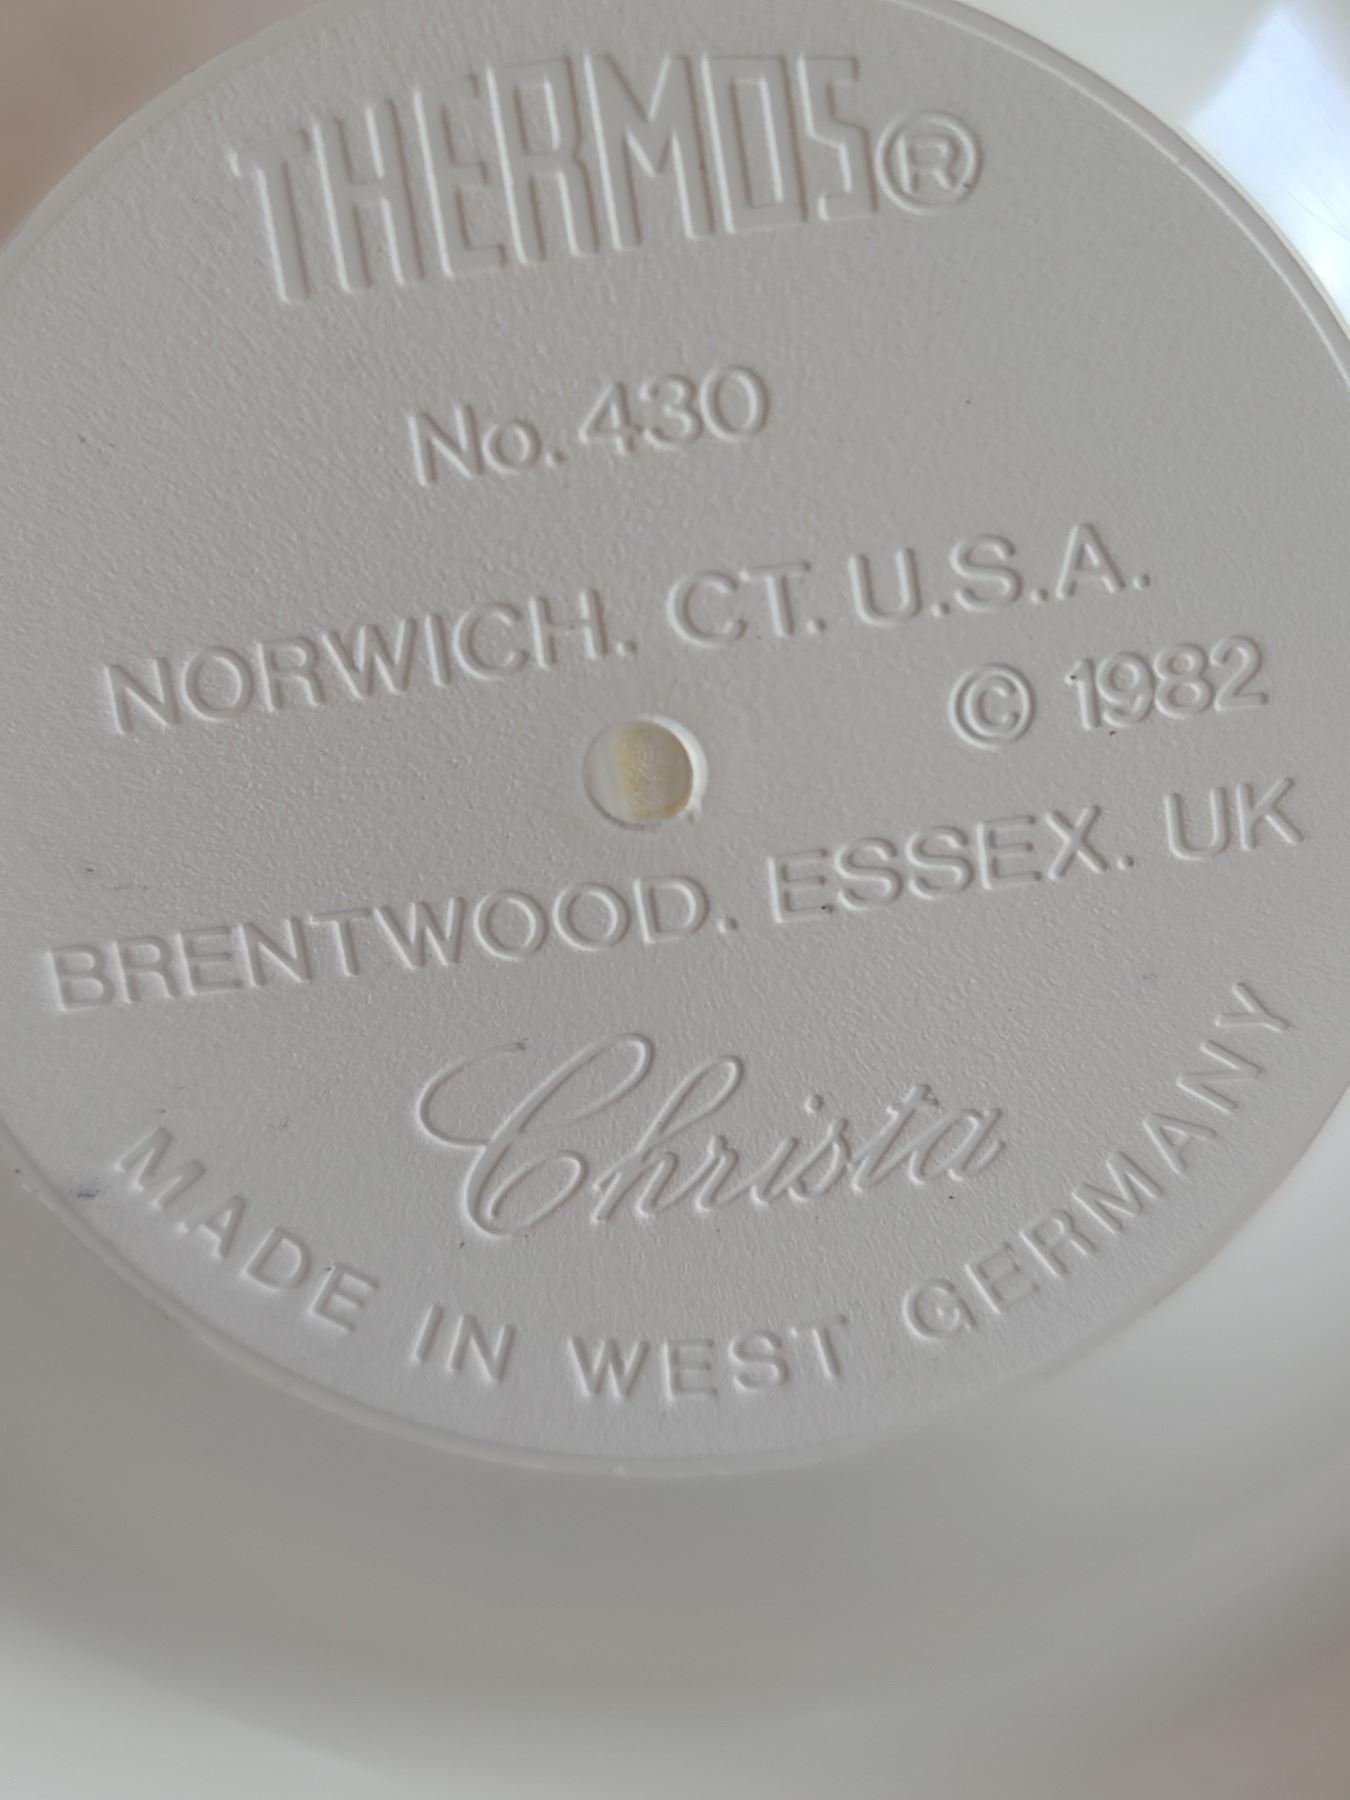 THERMOS®
No. 430
NORWICH. CT. U.S.A.
© 1982
BRENTWOOD. ESSEX. UK
Christa
MADE IN WEST GERMANY